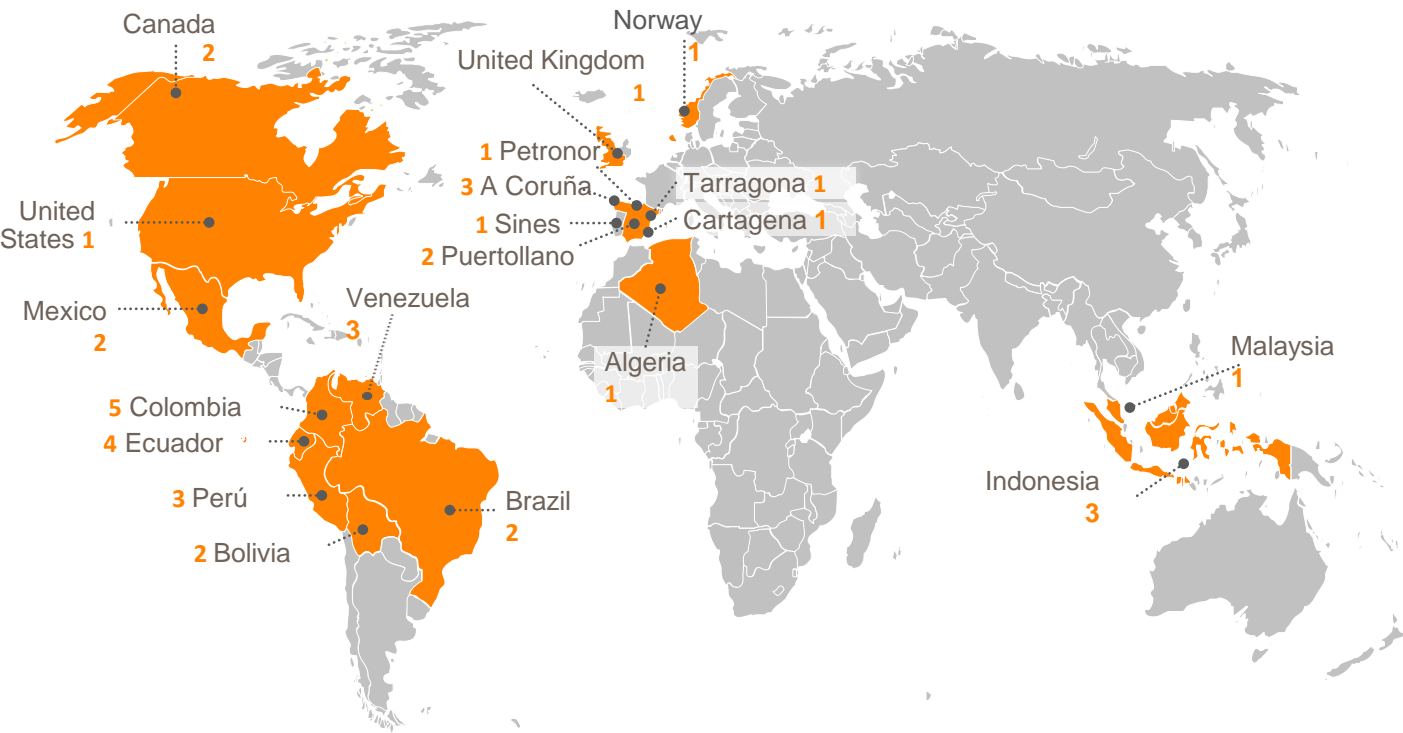 Canada
2
Norway
1
United Kingdom
1
1 Petronor
3 A Coruña
Tarragona 1
1 Sines
Cartagena 1
2 Puertollano
United
States 1
Mexico
2
Venezuela
3
Algeria
1
Malaysia
1
5 Colombia
4 Ecuador
3 Perú
Brazil
2
2 Bolivia
Indonesia
3